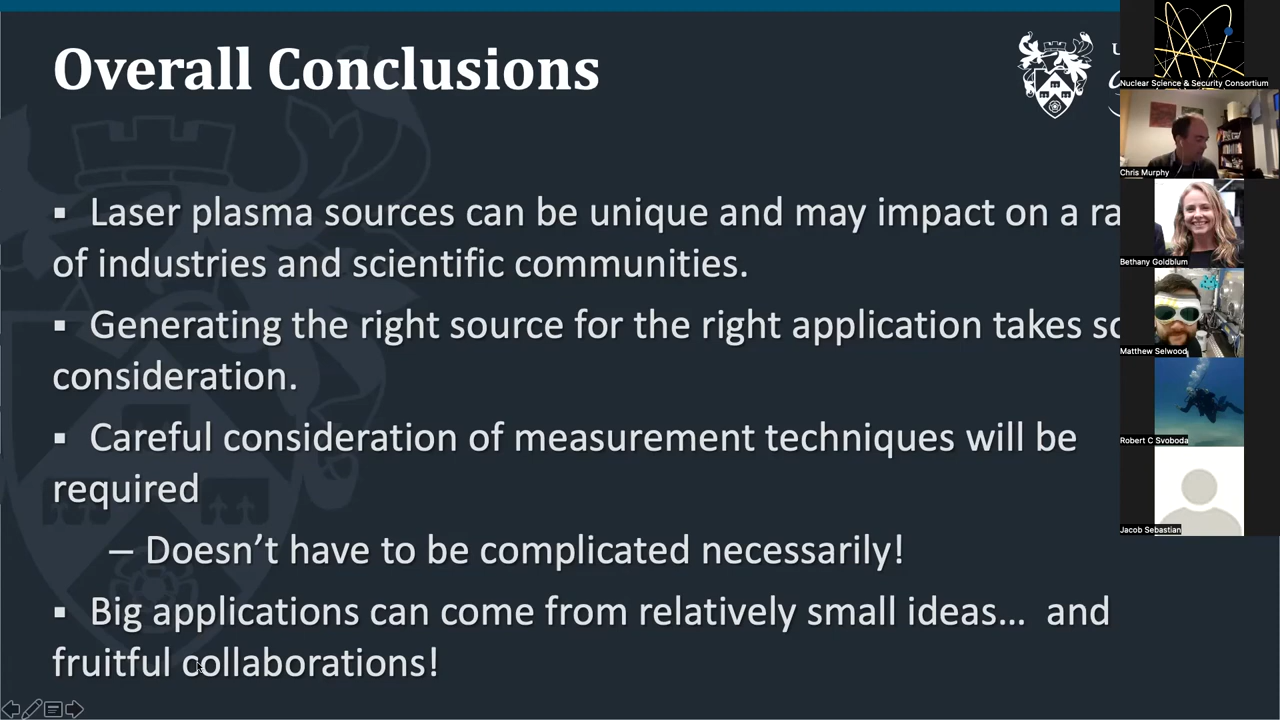 Overall Conclusions
▪ Laser plasma sources can be unique and may impact on a
of industries and scientific communities.
▪ Generating the right source for the right application takes
consideration.
▪ Careful consideration of measurement techniques will be
required
– Doesn’t have to be complicated necessarily!
▪ Big applications can come from relatively small ideas… and
fruitful collaborations!
Nuclear Science & Security Consortium
Chris Murphy
Bethany Goldblum
Matthew Selwood
Robert C Svoboda
Jacob Sebastian